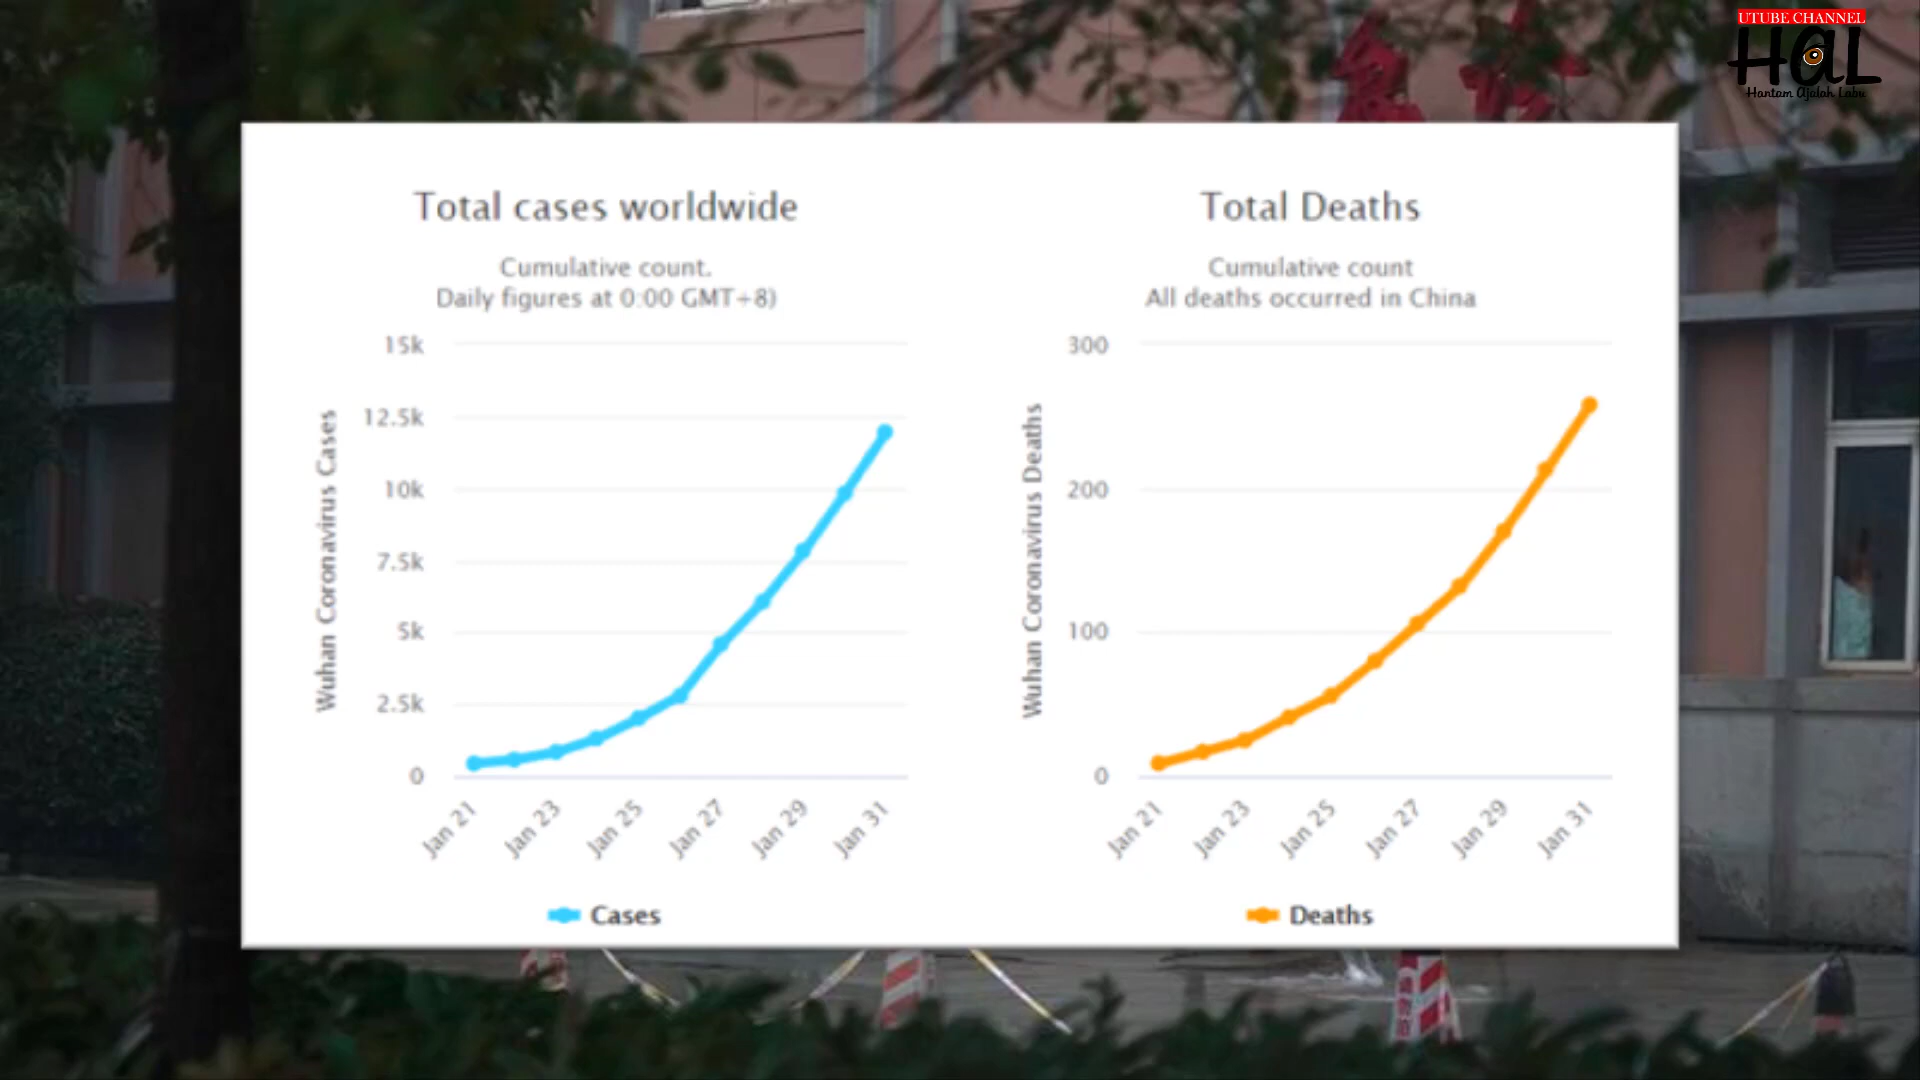 UTUBE CHANNEL
HaL
Hantam Ajalah Labu
Total cases worldwide
Cumulative count.
Daily figures at 0:00 GMT+8)
15k
12.5k
10k
7.5k
5k
2.5k
0
Wuhan Coronavirus Cases
Jan 21
Jan 23
Jan 25
Jan 27
Jan 29
Jan 31
Cases
Total Deaths
Cumulative count
All deaths occurred in China
300
200
100
0
Wuhan Coronavirus Deaths
Jan 21
Jan 23
Jan 25
Jan 27
Jan 29
Jan 31
Deaths